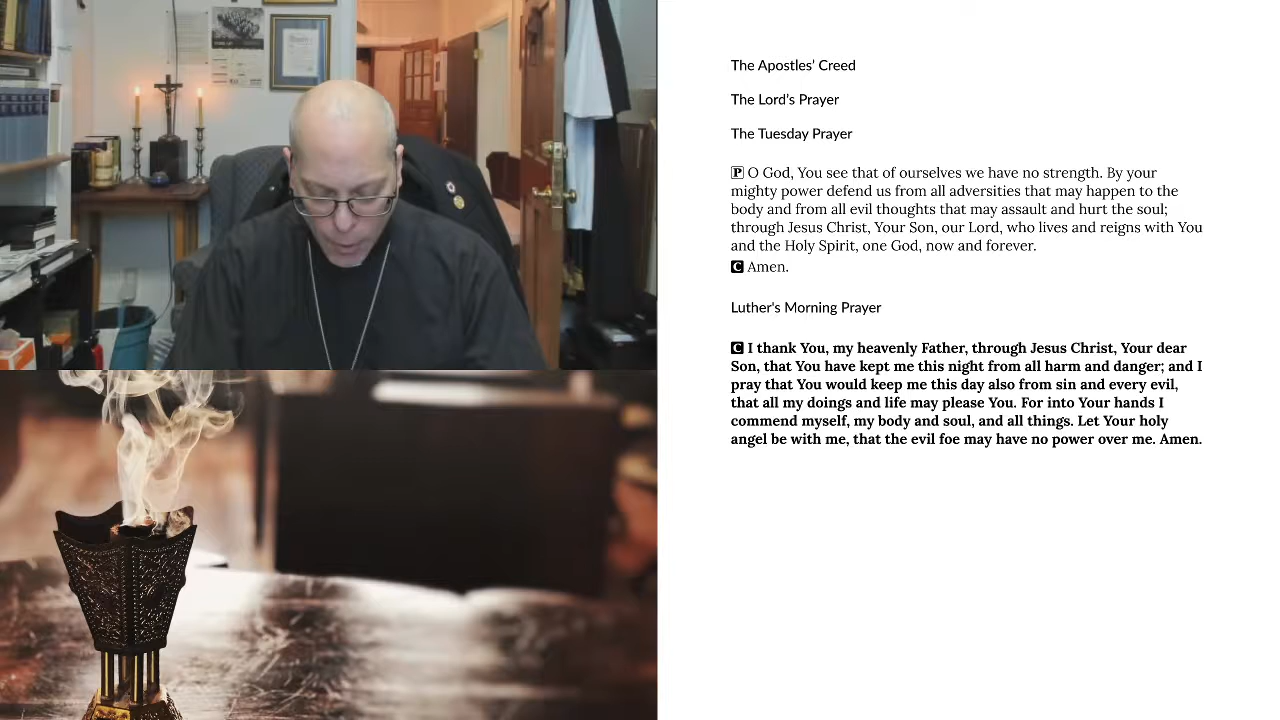 The Apostles’ Creed
The Lord’s Prayer
The Tuesday Prayer
P O God, You see that of ourselves we have no strength. By your
mighty power defend us from all adversities that may happen to the
body and from all evil thoughts that may assault and hurt the soul;
through Jesus Christ, Your Son, our Lord, who lives and reigns with You
and the Holy Spirit, one God, now and forever.
C Amen.
Luther's Morning Prayer
C I thank You, my heavenly Father, through Jesus Christ, Your dear
Son, that You have kept me this night from all harm and danger; and I
pray that You would keep me this day also from sin and every evil,
that all my doings and life may please You. For into Your hands I
commend myself, my body and soul, and all things. Let Your holy
angel be with me, that the evil foe may have no power over me. Amen.